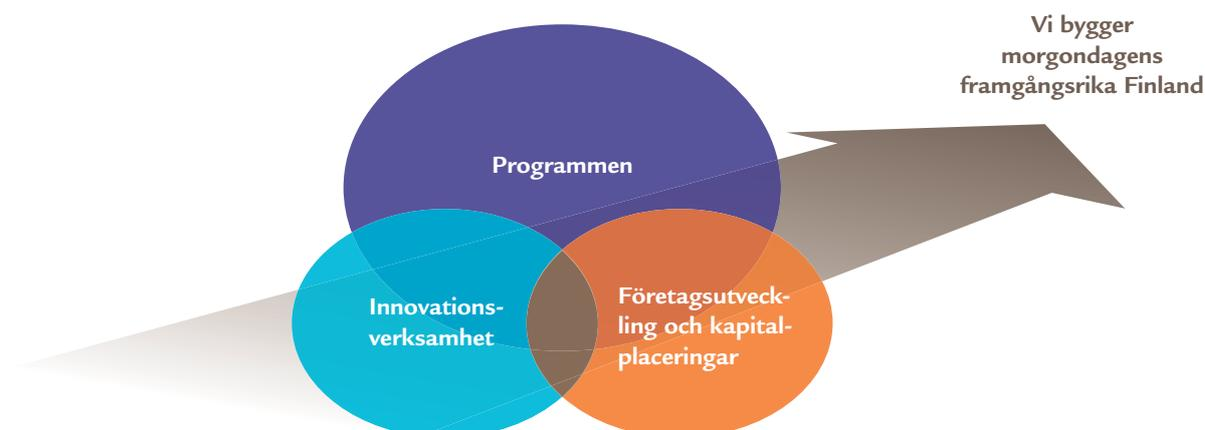 Vi bygger
morgondagens
framgångsrika Finland
Programmen
Innovations-
verksamhet
Företagsutveck-
ling och kapital-
placeringar